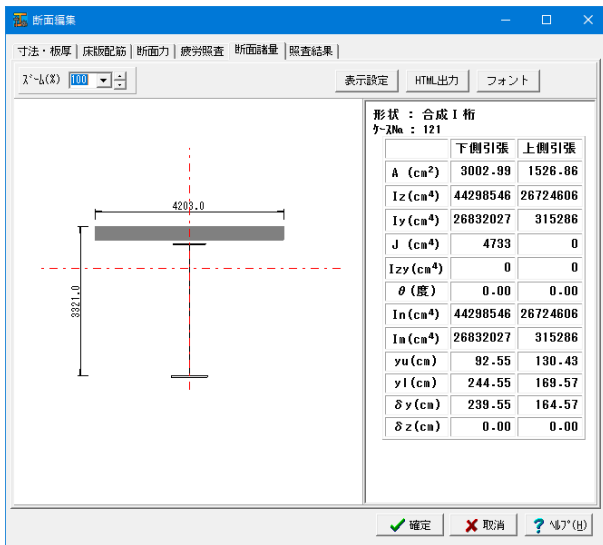 断面編集
寸法・板厚 床版配筋 断面力 疲労照査 断面諸量 照査結果
ｽﾞｰﾑ(%) 100 表示設定 HTML出力 フォント
形状 : 合成Ｉ桁
ｹｰｽNo : 121
下側引張 上側引張
A (cm²) 3002.99 1526.86
Iz(cm⁴) 44298546 26724606
Iy(cm⁴) 26832027 315286
J (cm⁴) 4733 0
Izy(cm⁴) 0 0
θ(度) 0.00 0.00
In(cm⁴) 44298546 26724606
Im(cm⁴) 26832027 315286
yu(cm) 92.55 130.43
yl(cm) 244.55 169.57
δy(cm) 239.55 164.57
δz(cm) 0.00 0.00
4203.0
3321.0
確定 取消 ﾍﾙﾌﾟ(H)